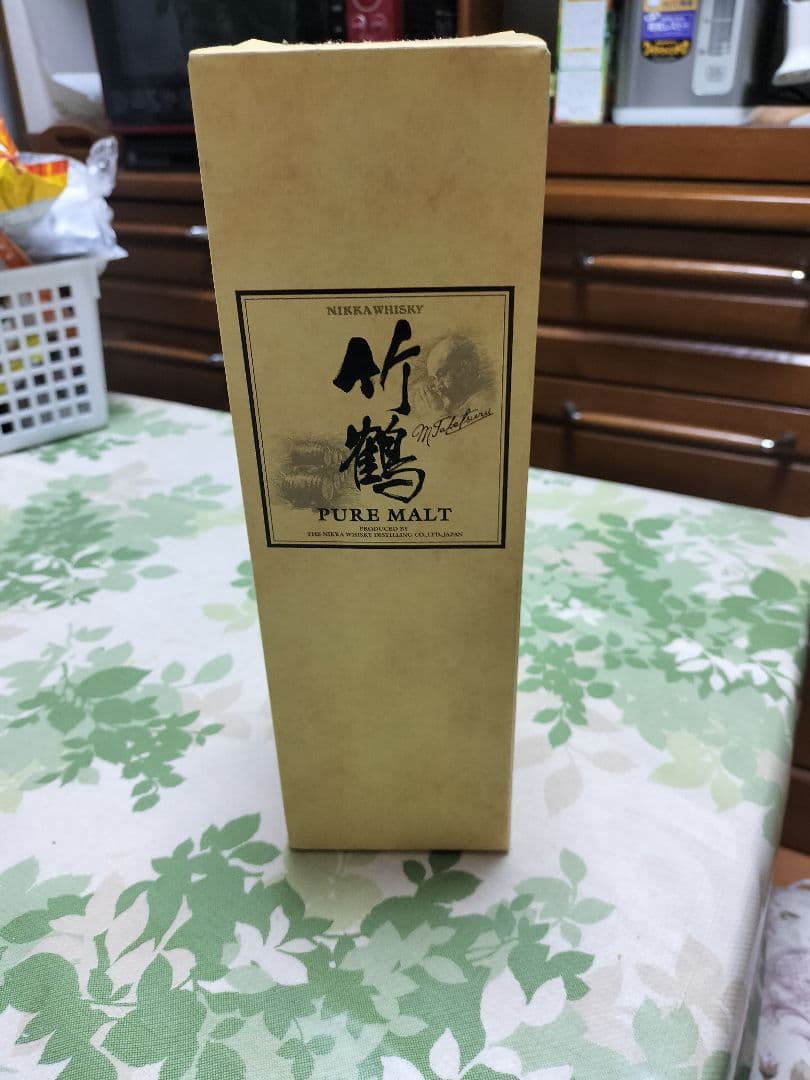 NIKKA WHISKY
竹鶴
M.Taketsuru
PURE MALT
PRODUCED BY
THE NIKKA WHISKY DISTILLING CO., LTD., JAPAN